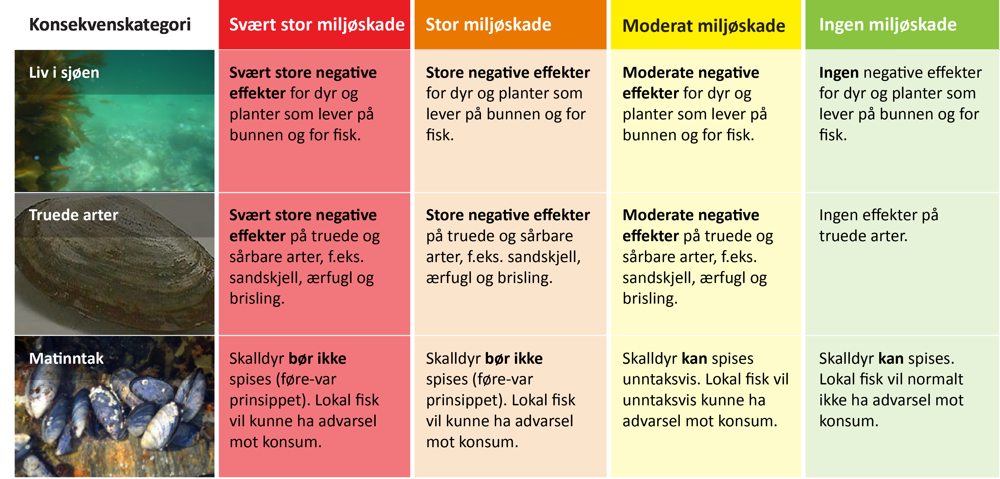 Konsekvenskategori
Svært stor miljøskade
Stor miljøskade
Moderat miljøskade
Ingen miljøskade
Liv i sjøen
Svært store negative
effekter for dyr og
planter som lever på
bunnen og for fisk.
Store negative effekter
for dyr og planter som
lever på bunnen og for
fisk.
Moderate negative
effekter for dyr og
planter som lever på
bunnen og for fisk.
Ingen negative effekter
for dyr og planter som
lever på bunnen og for
fisk.
Truede arter
Svært store negative
effekter på truede og
sårbare arter, f.eks.
sandskjell, ærfugl og
brisling.
Store negative effekter
på truede og sårbare
arter, f.eks. sandskjell,
ærfugl og brisling.
Moderate negative
effekter på truede og
sårbare arter, f.eks.
sandskjell, ærfugl og
brisling.
Ingen effekter på
truede arter.
Matinntak
Skalldyr bør ikke
spises (føre-var
prinsippet). Lokal fisk
vil kunne ha advarsel
mot konsum.
Skalldyr bør ikke
spises (føre-var
prinsippet). Lokal fisk
vil kunne ha advarsel
mot konsum.
Skalldyr kan spises
unntaksvis. Lokal fisk vil
unntaksvis kunne ha
advarsel mot konsum.
Skalldyr kan spises.
Lokal fisk vil normalt
ikke ha advarsel mot
konsum.